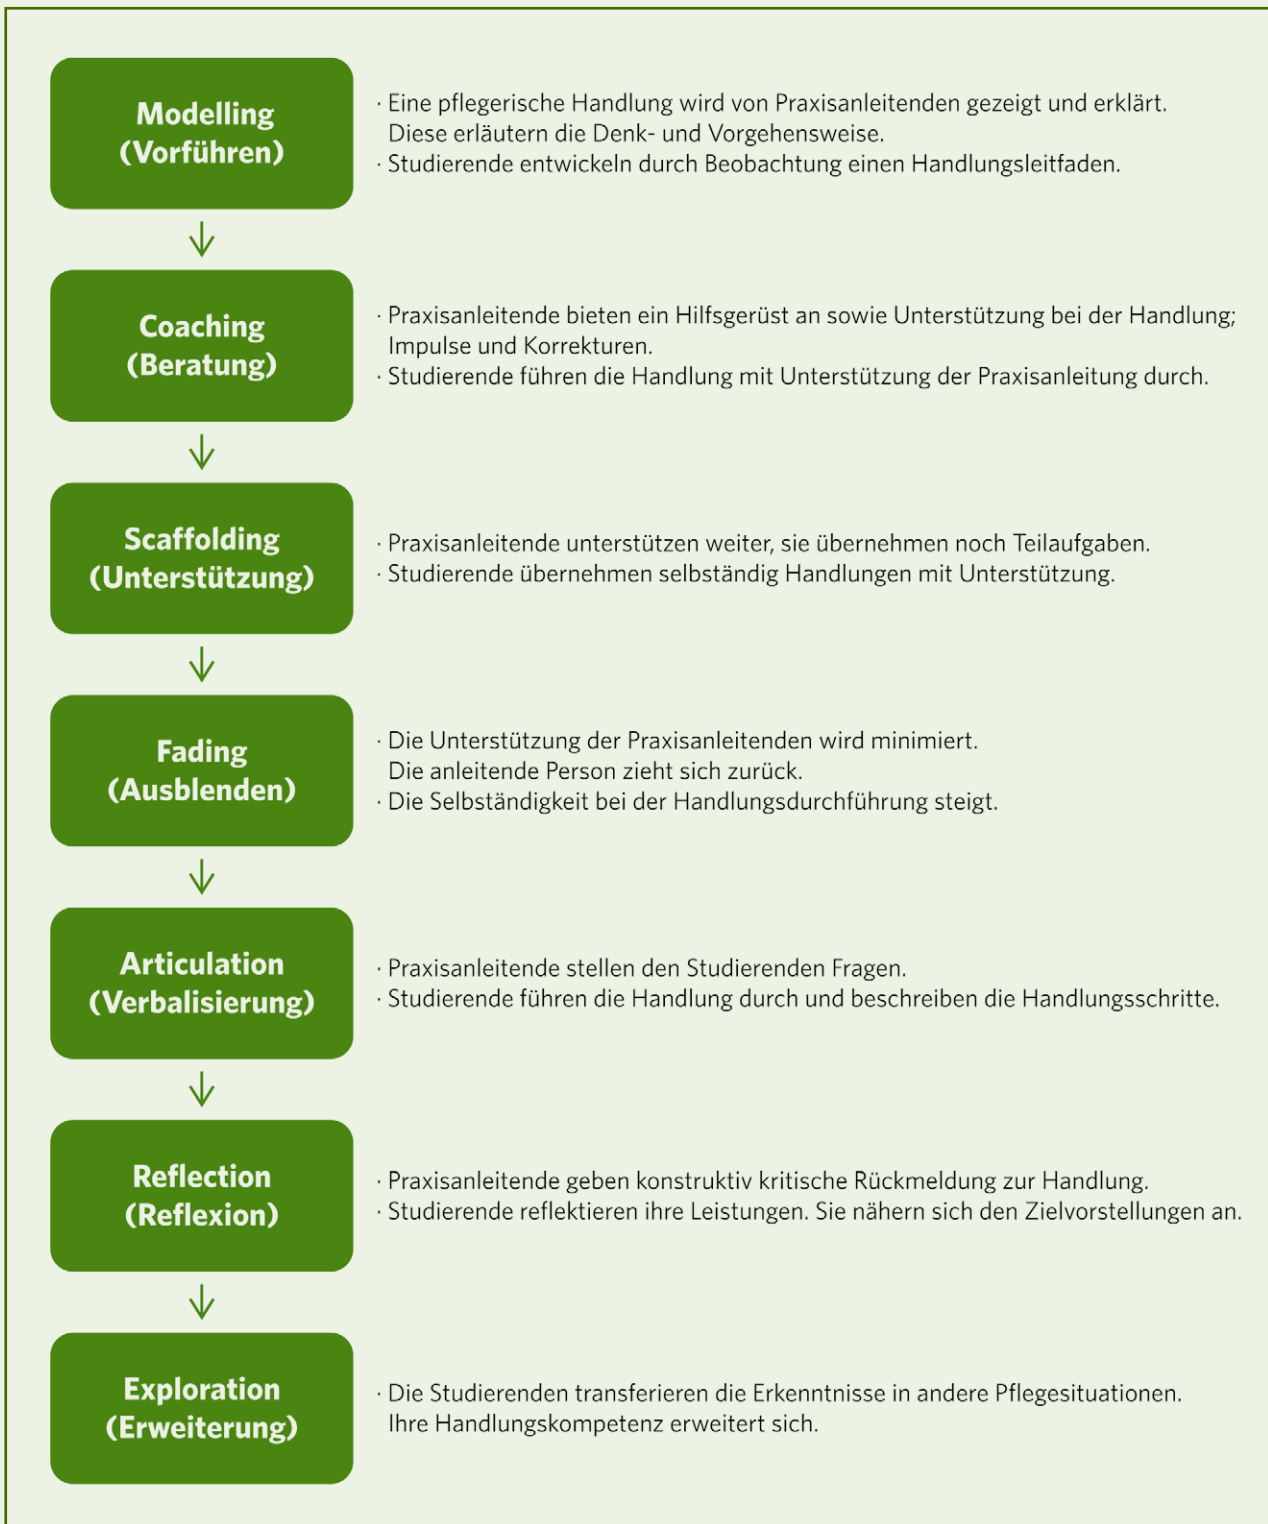 Modelling
(Vorführen)
· Eine pflegerische Handlung wird von Praxisanleitenden gezeigt und erklärt.
Diese erläutern die Denk- und Vorgehensweise.
· Studierende entwickeln durch Beobachtung einen Handlungsleitfaden.
Coaching
(Beratung)
· Praxisanleitende bieten ein Hilfsgerüst an sowie Unterstützung bei der Handlung;
Impulse und Korrekturen.
· Studierende führen die Handlung mit Unterstützung der Praxisanleitung durch.
Scaffolding
(Unterstützung)
· Praxisanleitende unterstützen weiter, sie übernehmen noch Teilaufgaben.
· Studierende übernehmen selbständig Handlungen mit Unterstützung.
Fading
(Ausblenden)
· Die Unterstützung der Praxisanleitenden wird minimiert.
Die anleitende Person zieht sich zurück.
· Die Selbständigkeit bei der Handlungsdurchführung steigt.
Articulation
(Verbalisierung)
· Praxisanleitende stellen den Studierenden Fragen.
· Studierende führen die Handlung durch und beschreiben die Handlungsschritte.
Reflection
(Reflexion)
· Praxisanleitende geben konstruktiv kritische Rückmeldung zur Handlung.
· Studierende reflektieren ihre Leistungen. Sie nähern sich den Zielvorstellungen an.
Exploration
(Erweiterung)
· Die Studierenden transferieren die Erkenntnisse in andere Pflegesituationen.
Ihre Handlungskompetenz erweitert sich.